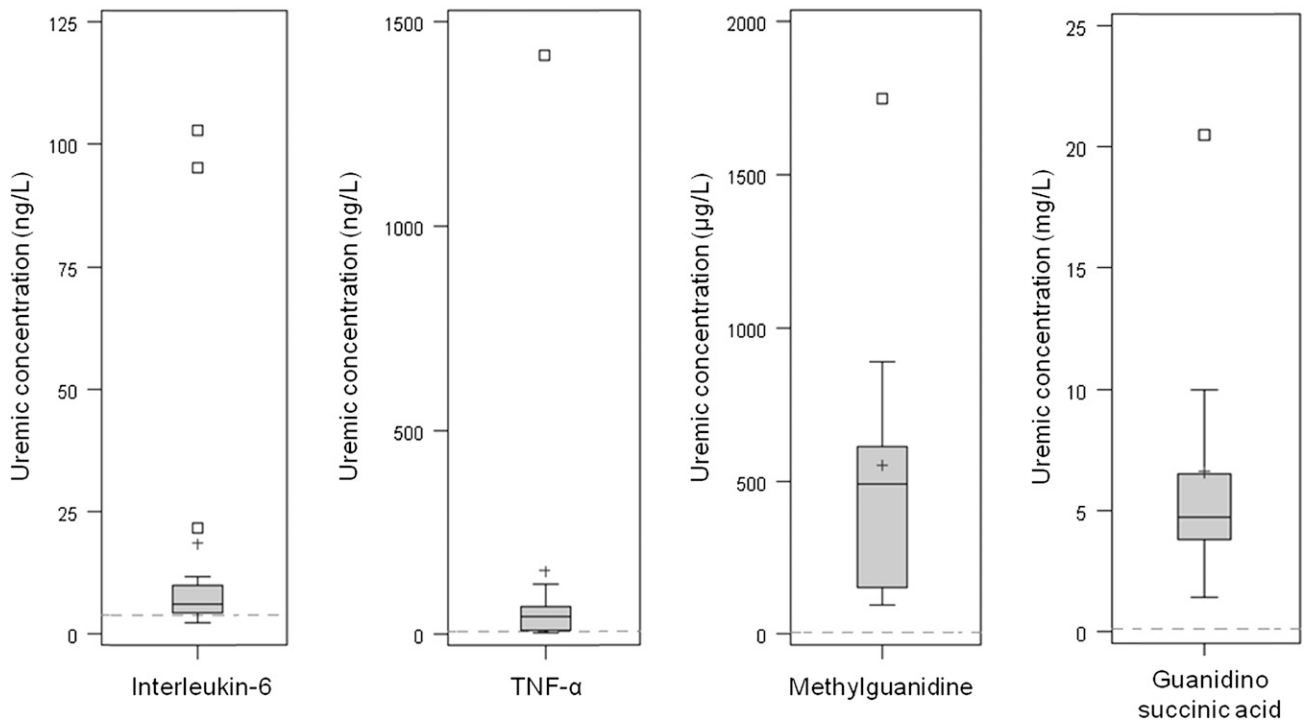 Uremic concentration (ng/L)
125
100
75
50
25
0
Interleukin-6
Uremic concentration (ng/L)
1500
1000
500
0
TNF-α
Uremic concentration (µg/L)
2000
1500
1000
500
0
Methylguanidine
Uremic concentration (mg/L)
25
20
15
10
5
0
Guanidino
succinic acid